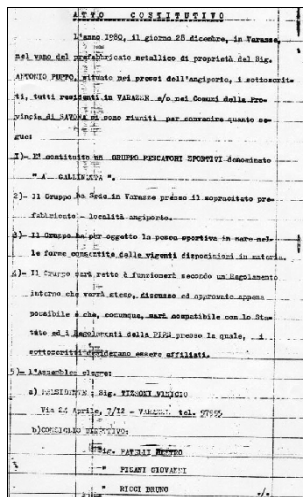 ATTO COSTITUTIVO
L'anno 1980, il giorno 28 dicembre, in Varazze,
nel vano del prefabbricato metallico di proprietà del Sig.
ANTONIO PUPPO, situato nei pressi dell'angiporto, i sottoscrit-
ti, tutti residenti in VARAZZE e/o nei Comuni della Pro-
vincia di SAVONA si sono riuniti per convenire quanto se-
gue:
1)- E' costituito un GRUPPO PESCATORI SPORTIVI denominato
" A. GALLINETTA ".
2)- Il Gruppo ha Sede in Varazze presso il sopracitato pre-
fabbricato - località angiporto.
3)- Il Gruppo ha per oggetto la pesca sportiva in mare nel-
le forme consentite dalle vigenti disposizioni in materia.
4)- Il Gruppo sarà retto e funzionerà secondo un Regolamento
interno che verrà steso, discusso ed approvato appena
possibile e che, comunque, sarà compatibile con lo Sta-
tuto ed i Regolamenti della FIPS presso la quale, i
sottoscritti desiderano essere affiliati.
5)- L'Assemblea elegge:
a) PRESIDENTE : Sig. VINICIO
Via 24 Aprile, 7/12 - VARAZZE tel. 97955
b)CONSIGLIO DIRETTIVO:
Sig.
" PISANI GIOVANNI
" RICCI BRUNO
./.